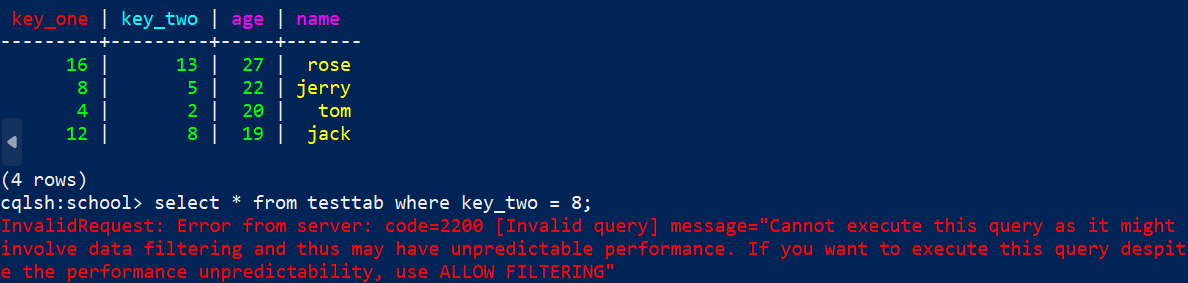 key_one | key_two | age | name
---------+---------+-----+-------
16 | 13 | 27 | rose
8 | 5 | 22 | jerry
4 | 2 | 20 | tom
12 | 8 | 19 | jack
(4 rows)
cqlsh:school> select * from testtab where key_two = 8;
InvalidRequest: Error from server: code=2200 [Invalid query] message="Cannot execute this query as it might
involve data filtering and thus may have unpredictable performance. If you want to execute this query despit
e the performance unpredictability, use ALLOW FILTERING"